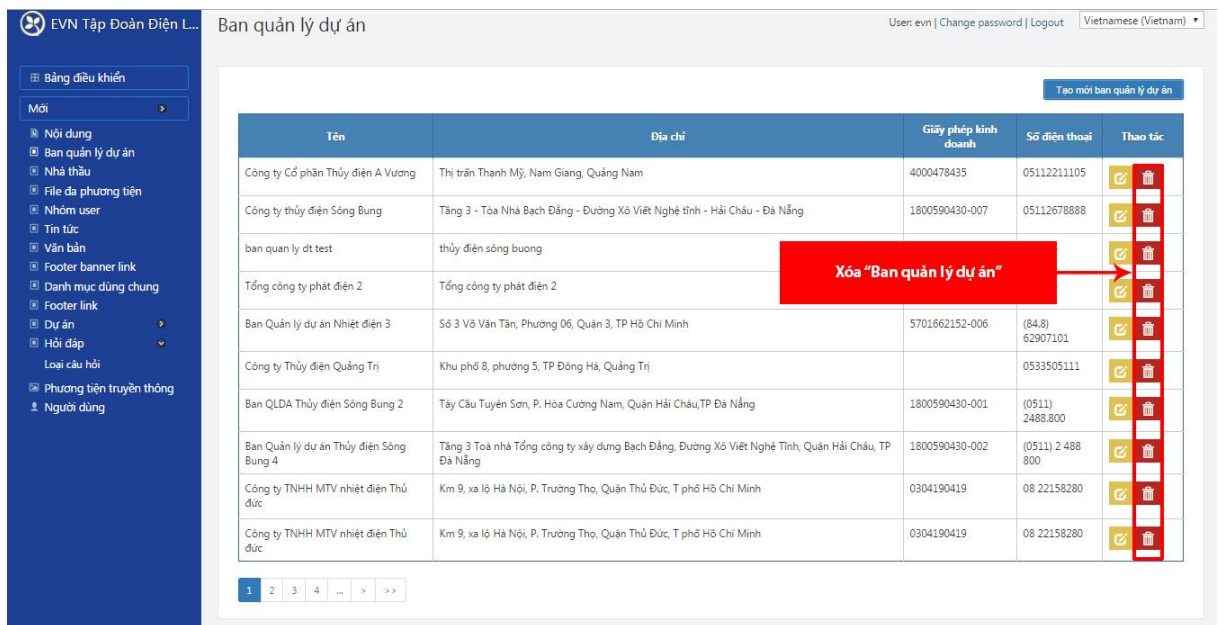 EVN Tập Đoàn Điện L...
Ban quản lý dự án
User: evn | Change password | Logout
Vietnamese (Vietnam)
Bảng điều khiển
Mới
Nội dung
Ban quản lý dự án
Nhà thầu
File đa phương tiện
Nhóm user
Tin tức
Văn bản
Footer banner link
Danh mục dùng chung
Footer link
Dự án
Hỏi đáp
Loại câu hỏi
Phương tiện truyền thông
Người dùng
Tạo mới ban quản lý dự án
Tên Địa chỉ Giấy phép kinh doanh Số điện thoại Thao tác
Công ty Cổ phần Thủy điện A Vương Thị trấn Thạnh Mỹ, Nam Giang, Quảng Nam 4000478435 05112211105
Công ty thủy điện Sông Bung Tầng 3 - Tòa Nhà Bạch Đằng - Đường Xô Viết Nghệ tĩnh - Hải Châu - Đà Nẵng 1800590430-007 05112678888
ban quan ly dt test thủy điện sông buong
Xóa “Ban quản lý dự án”
Tổng công ty phát điện 2 Tổng công ty phát điện 2
Ban Quản lý dự án Nhiệt điện 3 Số 3 Võ Văn Tần, Phường 06, Quận 3, TP Hồ Chí Minh 5701662152-006 (84.8)
62907101
Công ty Thủy điện Quảng Trị Khu phố 8, phường 5, TP Đông Hà, Quảng Trị 0533505111
Ban QLDA Thủy điện Sông Bung 2 Tây Cầu Tuyên Sơn, P. Hòa Cường Nam, Quận Hải Châu,TP Đà Nẵng 1800590430-001 (0511)
2488.800
Ban Quản lý dự án Thủy điện Sông Tầng 3 Toà nhà Tổng công ty xây dựng Bạch Đằng, Đường Xô Viết Nghệ Tĩnh, Quận Hải Châu, TP 1800590430-002 (0511) 2 488
Bung 4 Đà Nẵng 800
Công ty TNHH MTV nhiệt điện Thủ Km 9, xa lộ Hà Nội, P. Trường Thọ, Quận Thủ Đức, T phố Hồ Chí Minh 0304190419 08 22158280
đức
Công ty TNHH MTV nhiệt điện Thủ Km 9, xa lộ Hà Nội, P. Trường Thọ, Quận Thủ Đức, T phố Hồ Chí Minh 0304190419 08 22158280
đức
1 2 3 4 ... > >>